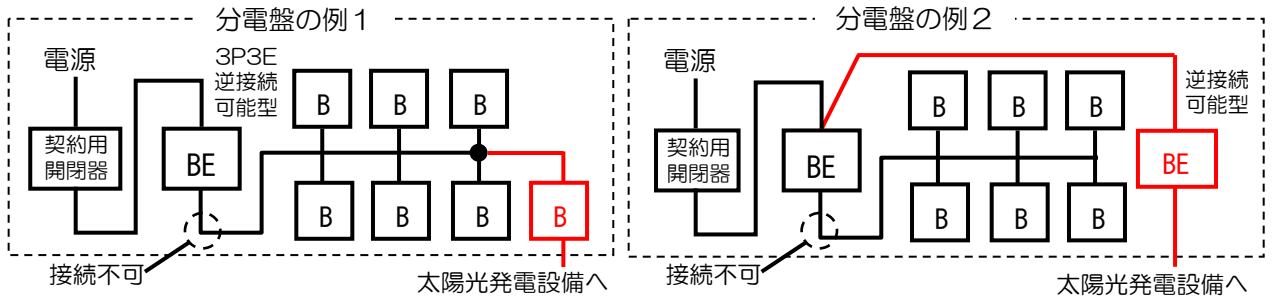 分電盤の例1
電源
3P3E
逆接続
可能型
契約用
開閉器
BE
B
B
B
B
B
B
B
接続不可
太陽光発電設備へ
分電盤の例2
電源
逆接続
可能型
契約用
開閉器
BE
B
B
B
B
B
B
BE
接続不可
太陽光発電設備へ